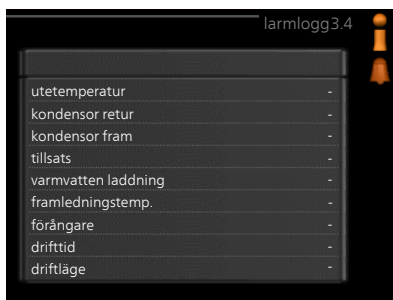 larmlogg3.4
utetemperatur -
kondensor retur -
kondensor fram -
tillsats -
varmvatten laddning -
framledningstemp. -
förångare -
drifttid -
driftläge -